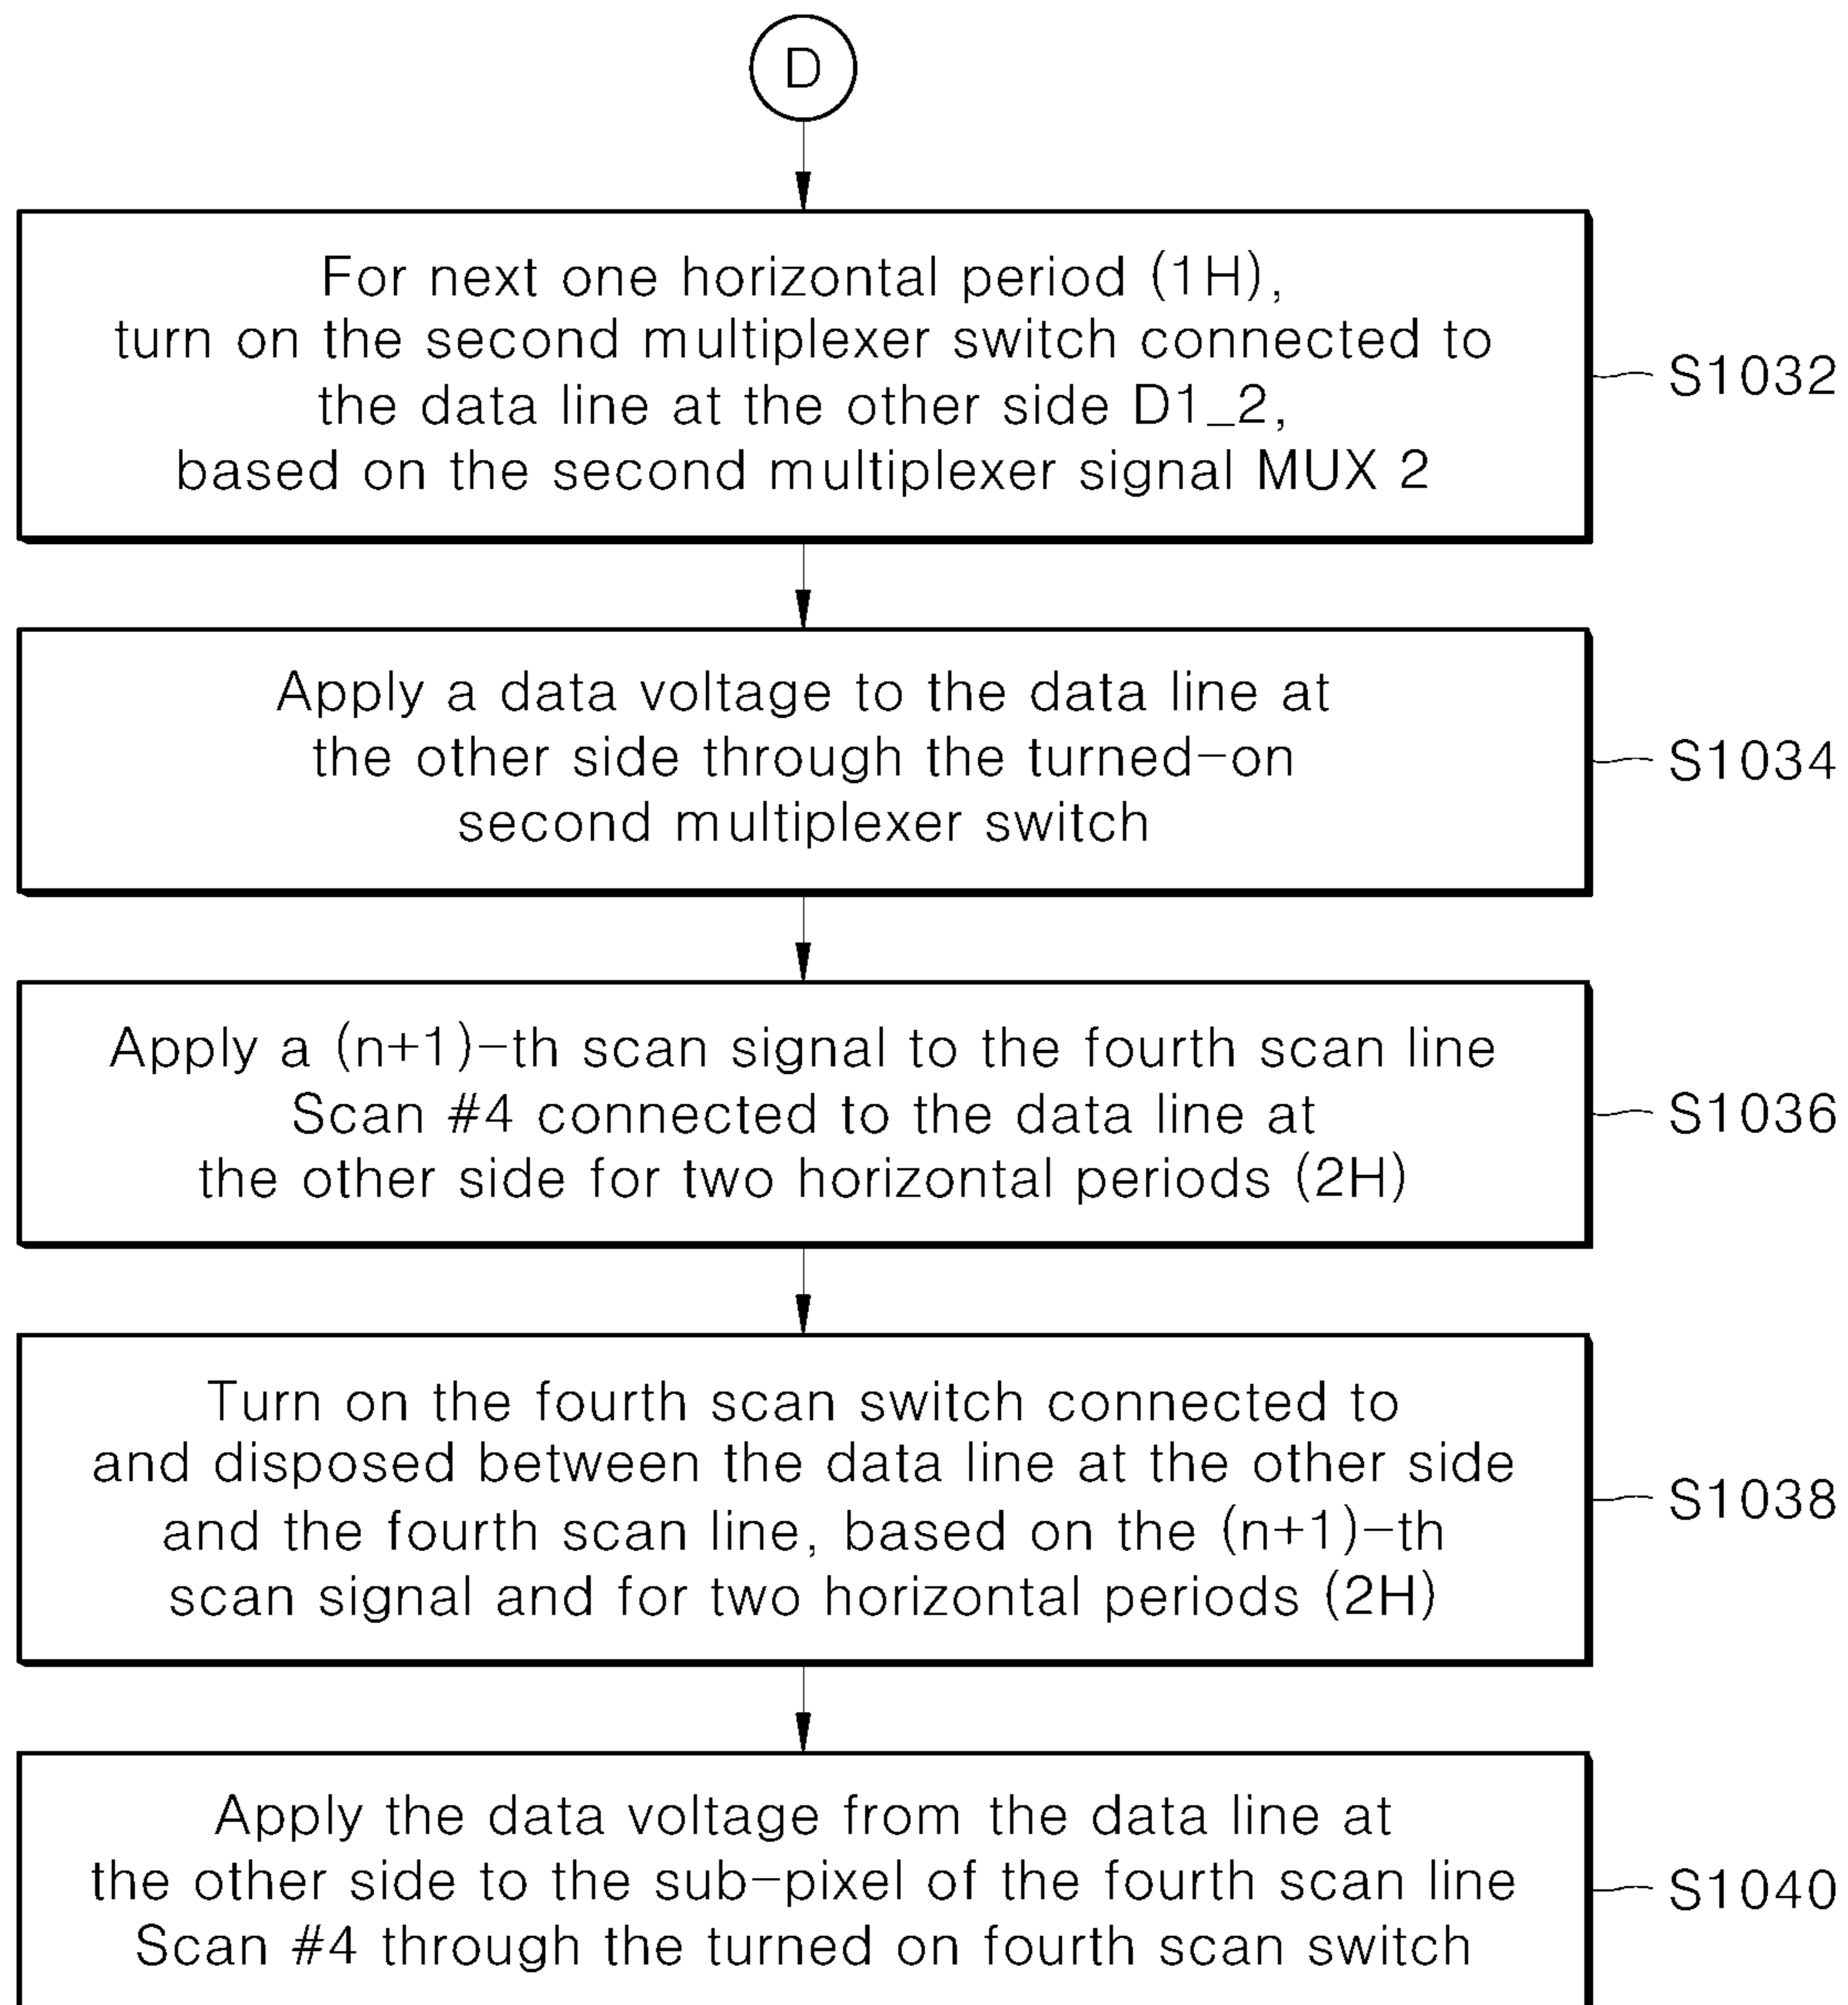 D
For next one horizontal period (1H),
turn on the second multiplexer switch connected to
the data line at the other side D1_2,
based on the second multiplexer signal MUX 2
S1032
Apply a data voltage to the data line at
the other side through the turned-on
second multiplexer switch
S1034
Apply a (n+1)-th scan signal to the fourth scan line
Scan #4 connected to the data line at
the other side for two horizontal periods (2H)
S1036
Turn on the fourth scan switch connected to
and disposed between the data line at the other side
and the fourth scan line, based on the (n+1)-th
scan signal and for two horizontal periods (2H)
S1038
Apply the data voltage from the data line at
the other side to the sub-pixel of the fourth scan line
Scan #4 through the turned on fourth scan switch
S1040